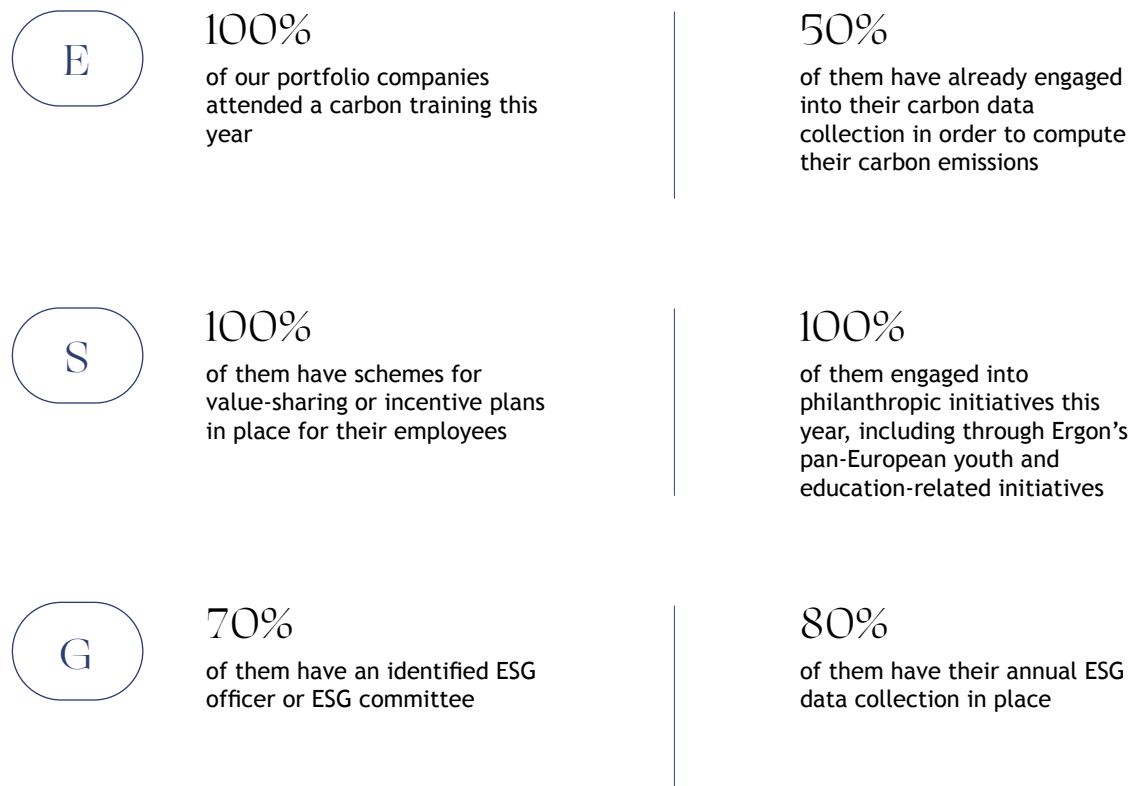 E
100%
of our portfolio companies
attended a carbon training this
year
50%
of them have already engaged
into their carbon data
collection in order to compute
their carbon emissions
S
100%
of them have schemes for
value-sharing or incentive plans
in place for their employees
100%
of them engaged into
philanthropic initiatives this
year, including through Ergon’s
pan-European youth and
education-related initiatives
G
70%
of them have an identified ESG
officer or ESG committee
80%
of them have their annual ESG
data collection in place